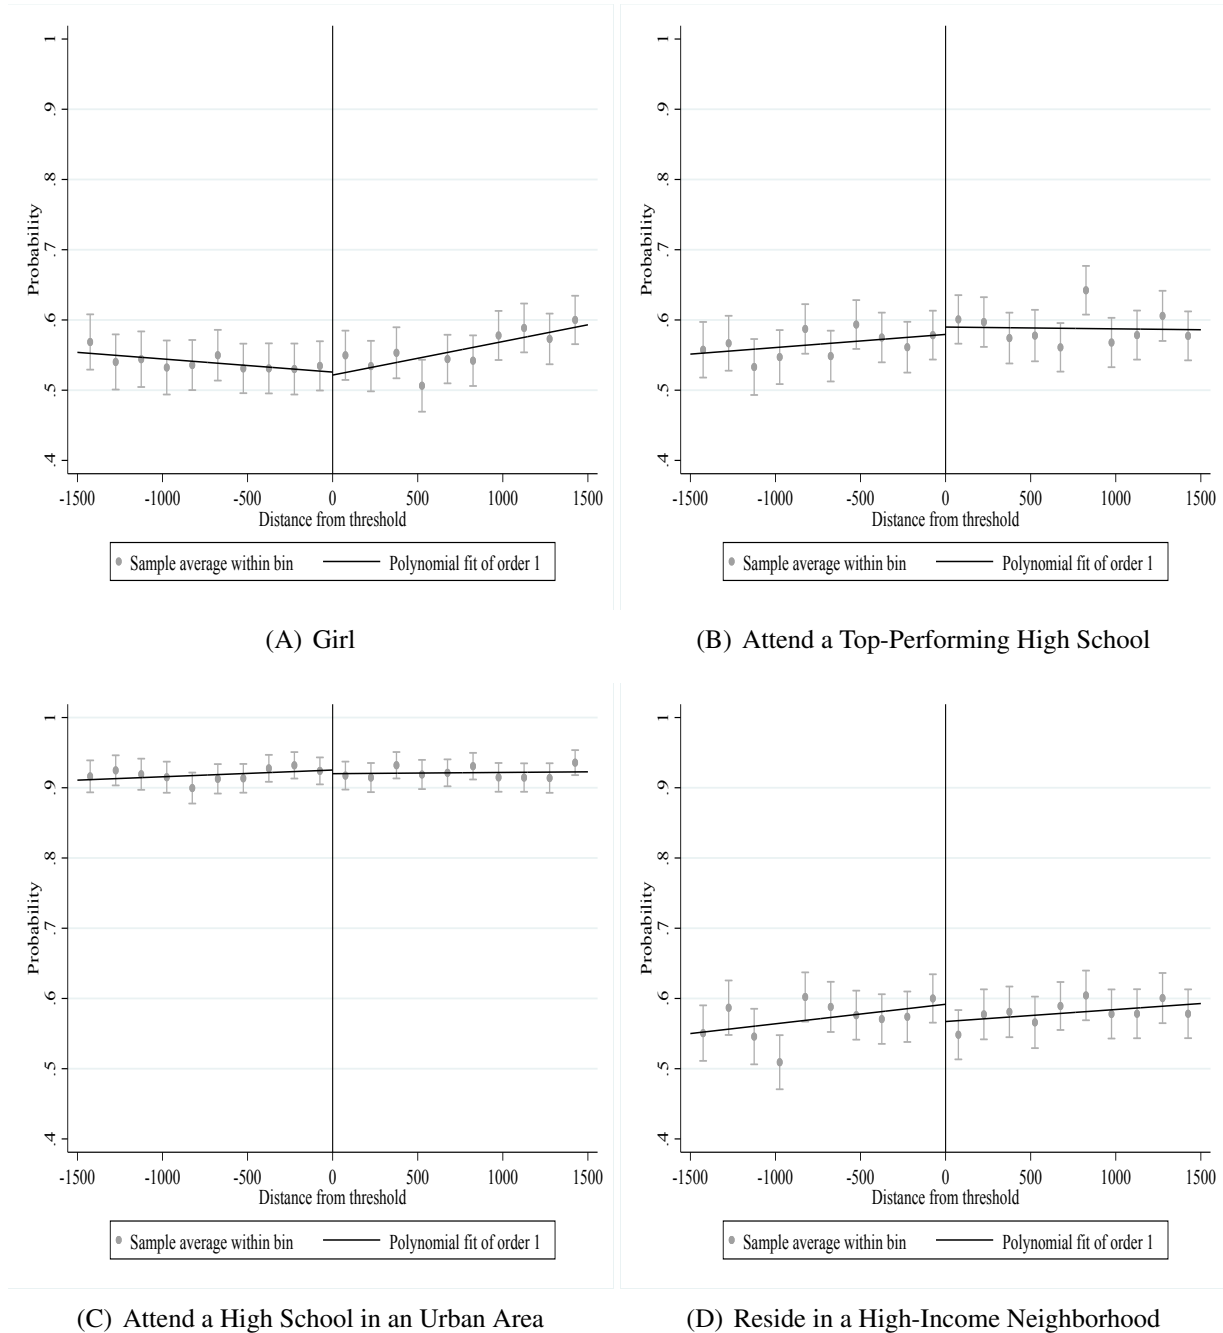 1
.9
.8
.7
.6
.5
.4
Probability
-1500 -1000 -500 0 500 1000 1500
Distance from threshold
Sample average within bin Polynomial fit of order 1
(A) Girl
1
.9
.8
.7
.6
.5
.4
Probability
-1500 -1000 -500 0 500 1000 1500
Distance from threshold
Sample average within bin Polynomial fit of order 1
(B) Attend a Top-Performing High School
1
.9
.8
.7
.6
.5
.4
Probability
-1500 -1000 -500 0 500 1000 1500
Distance from threshold
Sample average within bin Polynomial fit of order 1
(C) Attend a High School in an Urban Area
1
.9
.8
.7
.6
.5
.4
Probability
-1500 -1000 -500 0 500 1000 1500
Distance from threshold
Sample average within bin Polynomial fit of order 1
(D) Reside in a High-Income Neighborhood